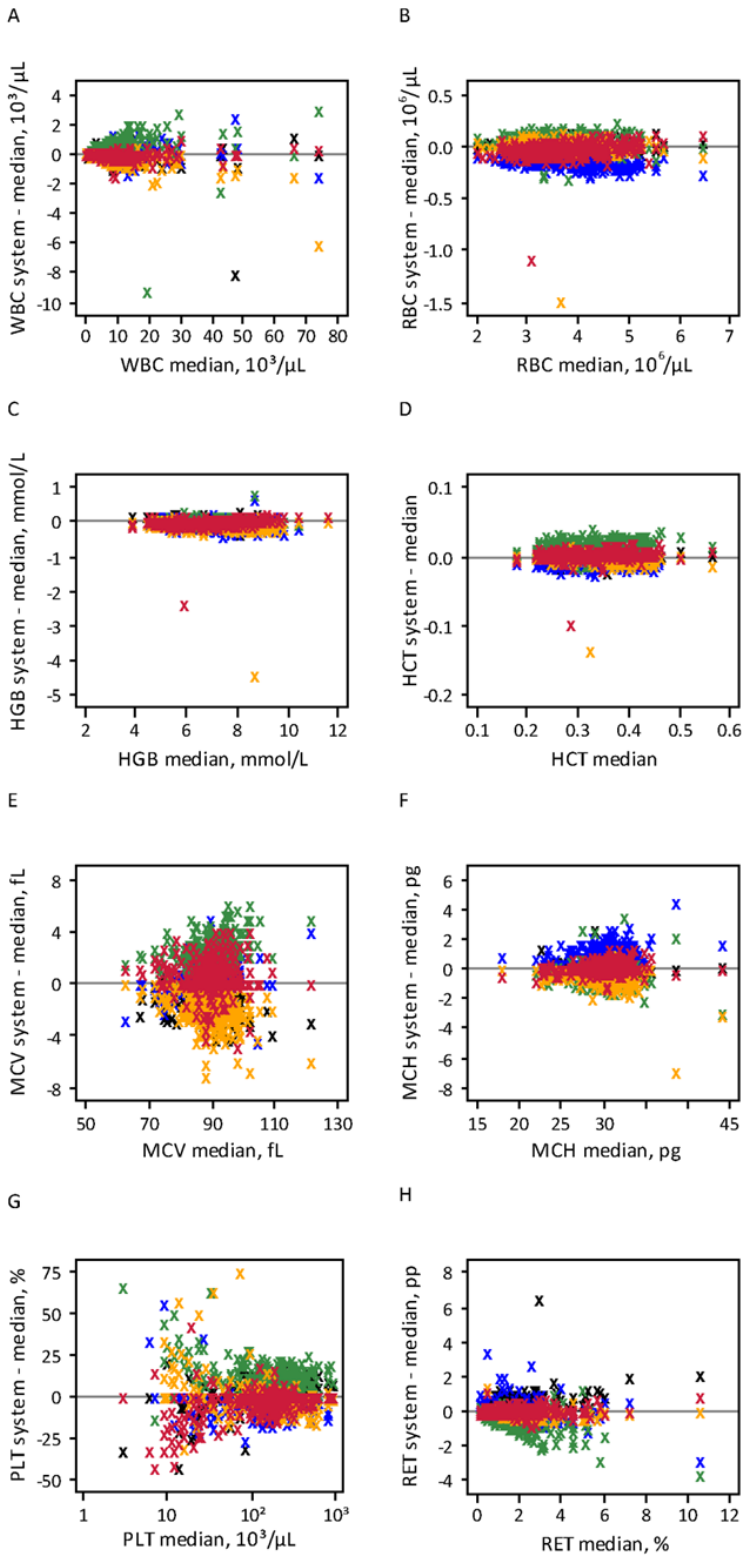 A
WBC system - median, 10³/µL
4
2
0
-2
-4
-6
-8
-10
0 10 20 30 40 50 60 70 80
WBC median, 10³/µL
B
RBC system - median, 10⁶/µL
0.5
0.0
-0.5
-1.0
-1.5
2 3 4 5 6 7
RBC median, 10⁶/µL
C
HGB system - median, mmol/L
1
0
-1
-2
-3
-4
-5
2 4 6 8 10 12
HGB median, mmol/L
D
HCT system - median
0.1
0.0
-0.1
-0.2
0.1 0.2 0.3 0.4 0.5 0.6
HCT median
E
MCV system - median, fL
8
4
0
-4
-8
50 70 90 110 130
MCV median, fL
F
MCH system - median, pg
8
6
4
2
0
-2
-4
-6
-8
15 22 30 37 45
MCH median, pg
G
PLT system - median, %
75
50
25
0
-25
-50
1 10 10² 10³
PLT median, 10³/µL
H
RET system - median, pp
8
6
4
2
0
-2
-4
0 2 4 6 8 10 12
RET median, %